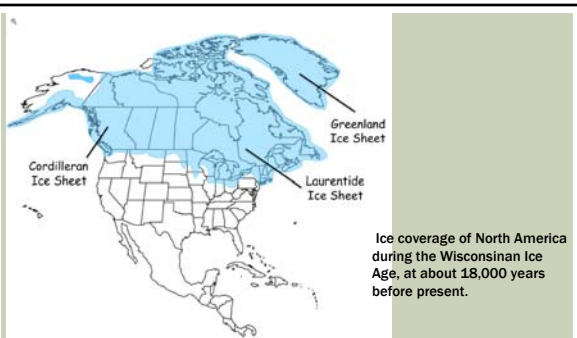 Greenland
Ice Sheet
Cordilleran
Ice Sheet
Laurentide
Ice Sheet
Ice coverage of North America
during the Wisconsinan Ice
Age, at about 18,000 years
before present.